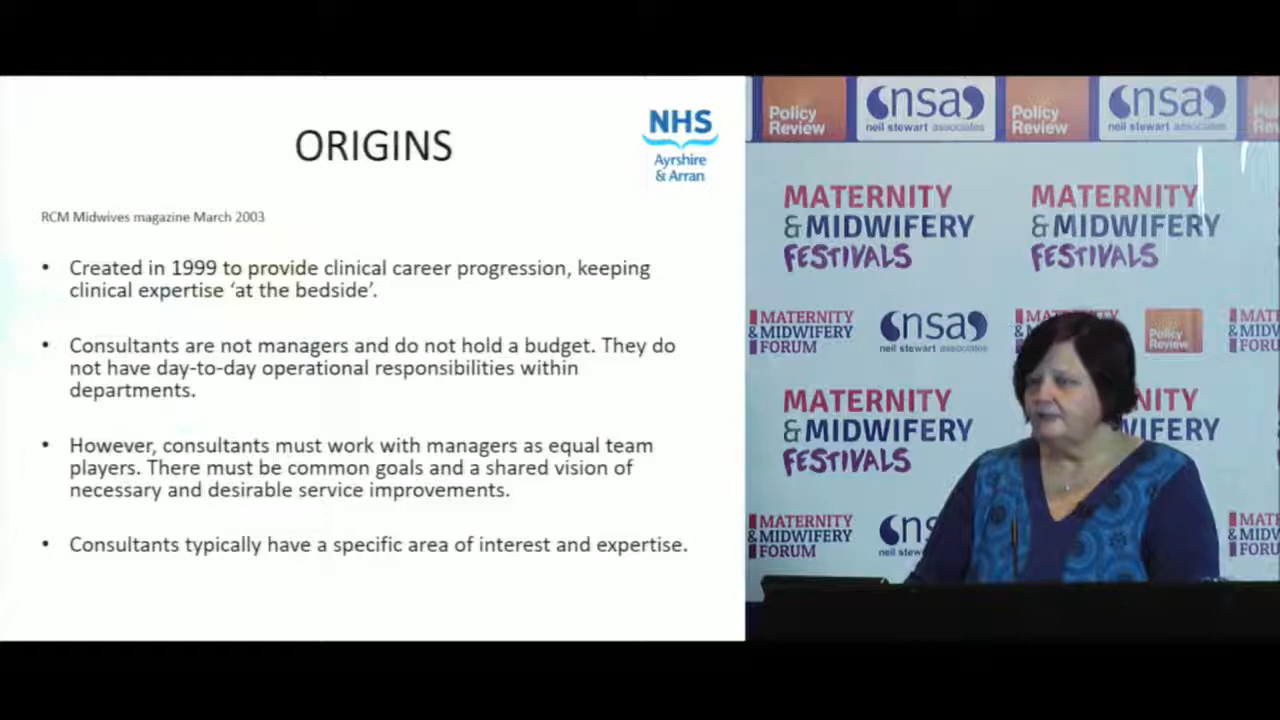 ORIGINS
NHS
Ayrshire
& Arran
RCM Midwives magazine March 2003
• Created in 1999 to provide clinical career progression, keeping
clinical expertise ‘at the bedside’.
• Consultants are not managers and do not hold a budget. They do
not have day-to-day operational responsibilities within
departments.
• However, consultants must work with managers as equal team
players. There must be common goals and a shared vision of
necessary and desirable service improvements.
• Consultants typically have a specific area of interest and expertise.
Policy
Review
nsa
neil stewart associates
Policy
Review
nsa
neil stewart associates
MATERNITY
& MIDWIFERY
FESTIVALS
MATERNITY
& MIDWIFERY
FESTIVALS
MATERNITY
& MIDWIFERY
FORUM
nsa
neil stewart associates
Policy
Review
MATERNITY
& MIDWIFERY
FESTIVALS
MATERNITY
& MIDWIFERY
FORUM